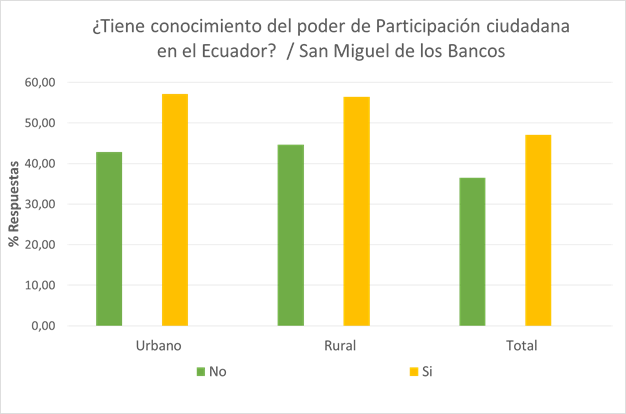 ¿Tiene conocimiento del poder de Participación ciudadana
en el Ecuador? / San Miguel de los Bancos
% Respuestas
60,00
50,00
40,00
30,00
20,00
10,00
0,00
Urbano Rural Total
No Si